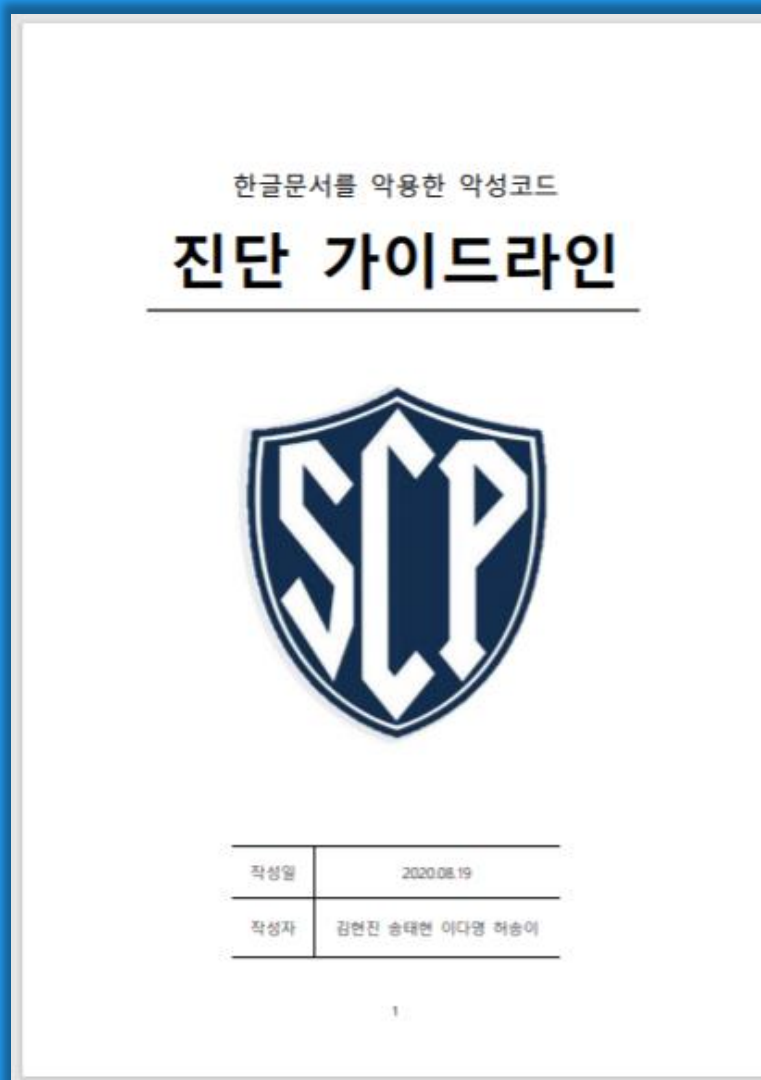 한글문서를 악용한 악성코드
진단 가이드라인
SCP
작성일 2020.08.19
작성자 김현진 송태현 이다명 허송이
1